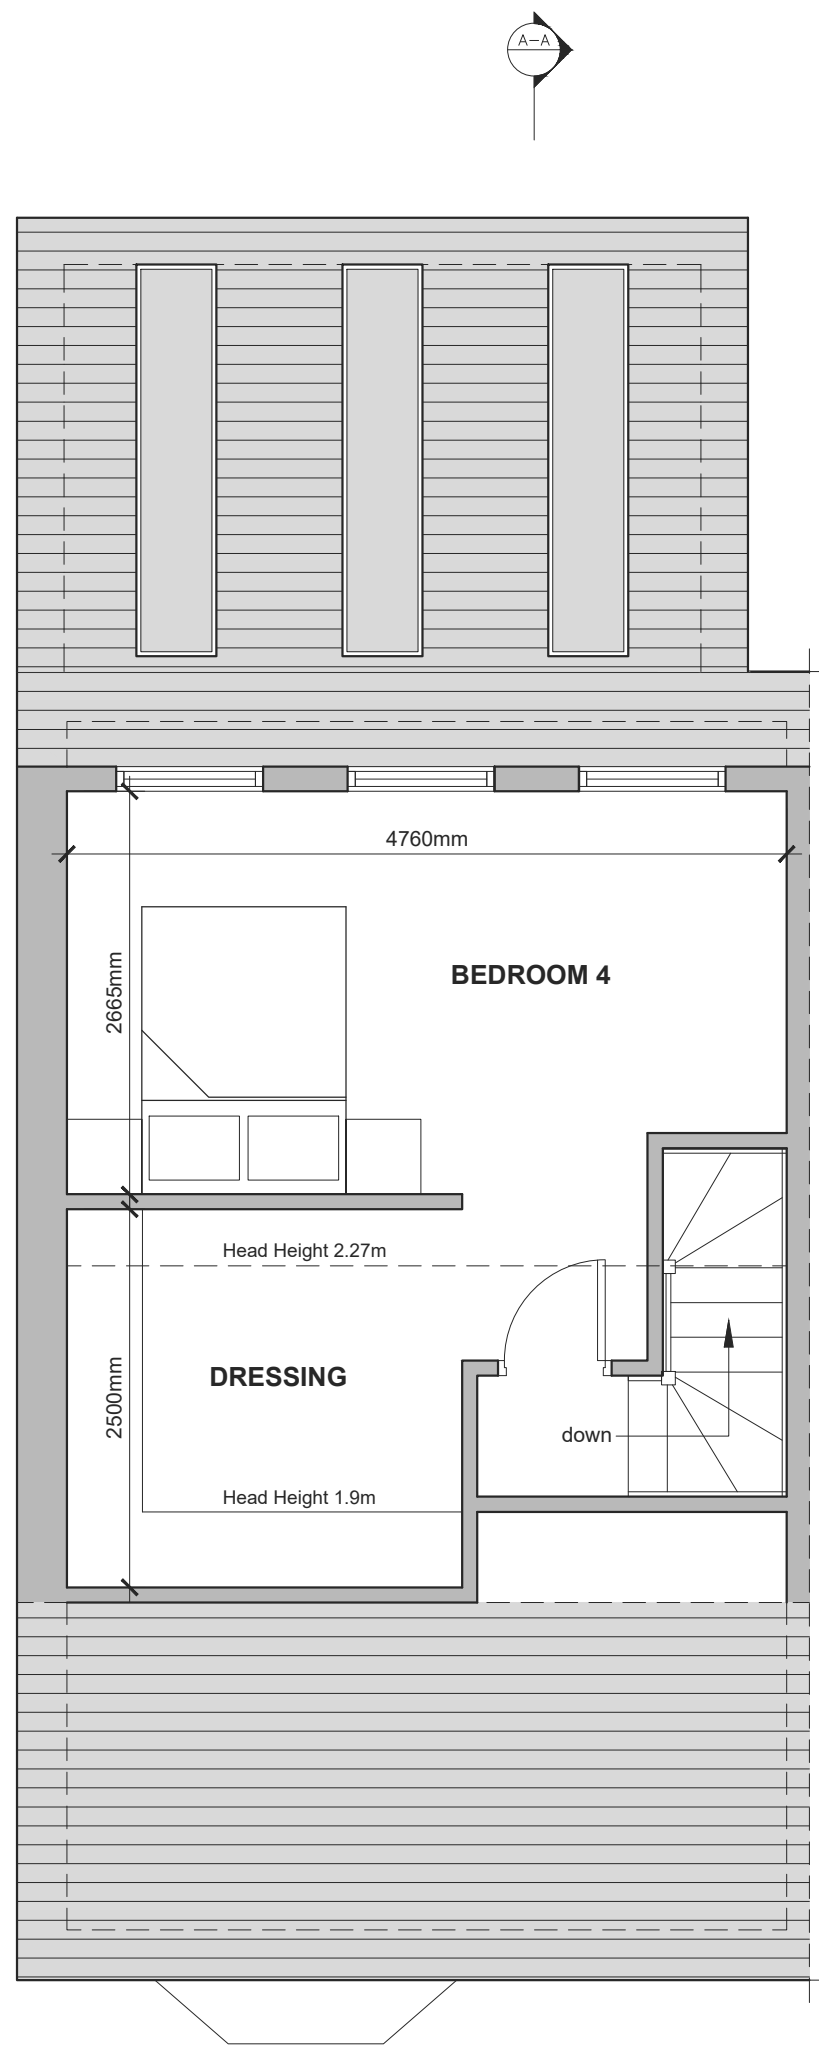 A-A
4760mm
BEDROOM 4
2665mm
Head Height 2.27m
DRESSING
2500mm
down
Head Height 1.9m